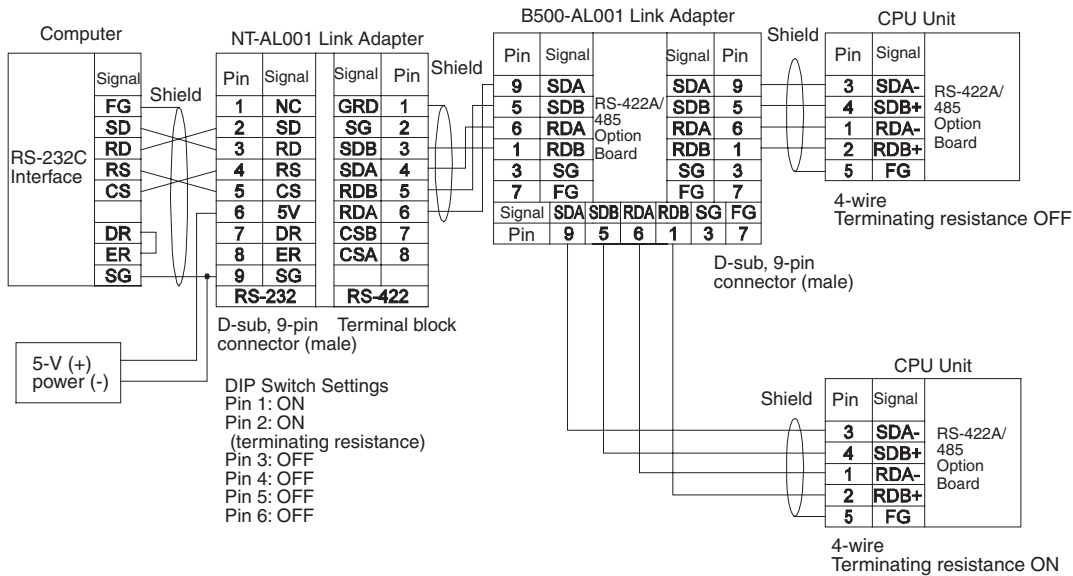 Computer
Signal
FG
SD
RD
RS
CS
DR
ER
SG
RS-232C
Interface
Shield
5-V (+)
power (-)
NT-AL001 Link Adapter
Pin Signal Signal Pin
1 NC GRD 1
2 SD SG 2
3 RD SDB 3
4 RS SDA 4
5 CS RDB 5
6 5V RDA 6
7 DR CSB 7
8 ER CSA 8
9 SG
RS-232 RS-422
D-sub, 9-pin Terminal block
connector (male)
DIP Switch Settings
Pin 1: ON
Pin 2: ON
(terminating resistance)
Pin 3: OFF
Pin 4: OFF
Pin 5: OFF
Pin 6: OFF
Shield
B500-AL001 Link Adapter
Pin Signal Signal Pin
9 SDA SDA 9
5 SDB SDB 5
6 RDA RDA 6
1 RDB RDB 1
3 SG SG 3
7 FG FG 7
RS-422A/
485
Option
Board
Signal SDA SDB RDA RDB SG FG
Pin 9 5 6 1 3 7
D-sub, 9-pin
connector (male)
Shield
CPU Unit
Pin Signal
3 SDA-
4 SDB+
1 RDA-
2 RDB+
5 FG
RS-422A/
485
Option
Board
4-wire
Terminating resistance OFF
CPU Unit
Shield
Pin Signal
3 SDA-
4 SDB+
1 RDA-
2 RDB+
5 FG
RS-422A/
485
Option
Board
4-wire
Terminating resistance ON